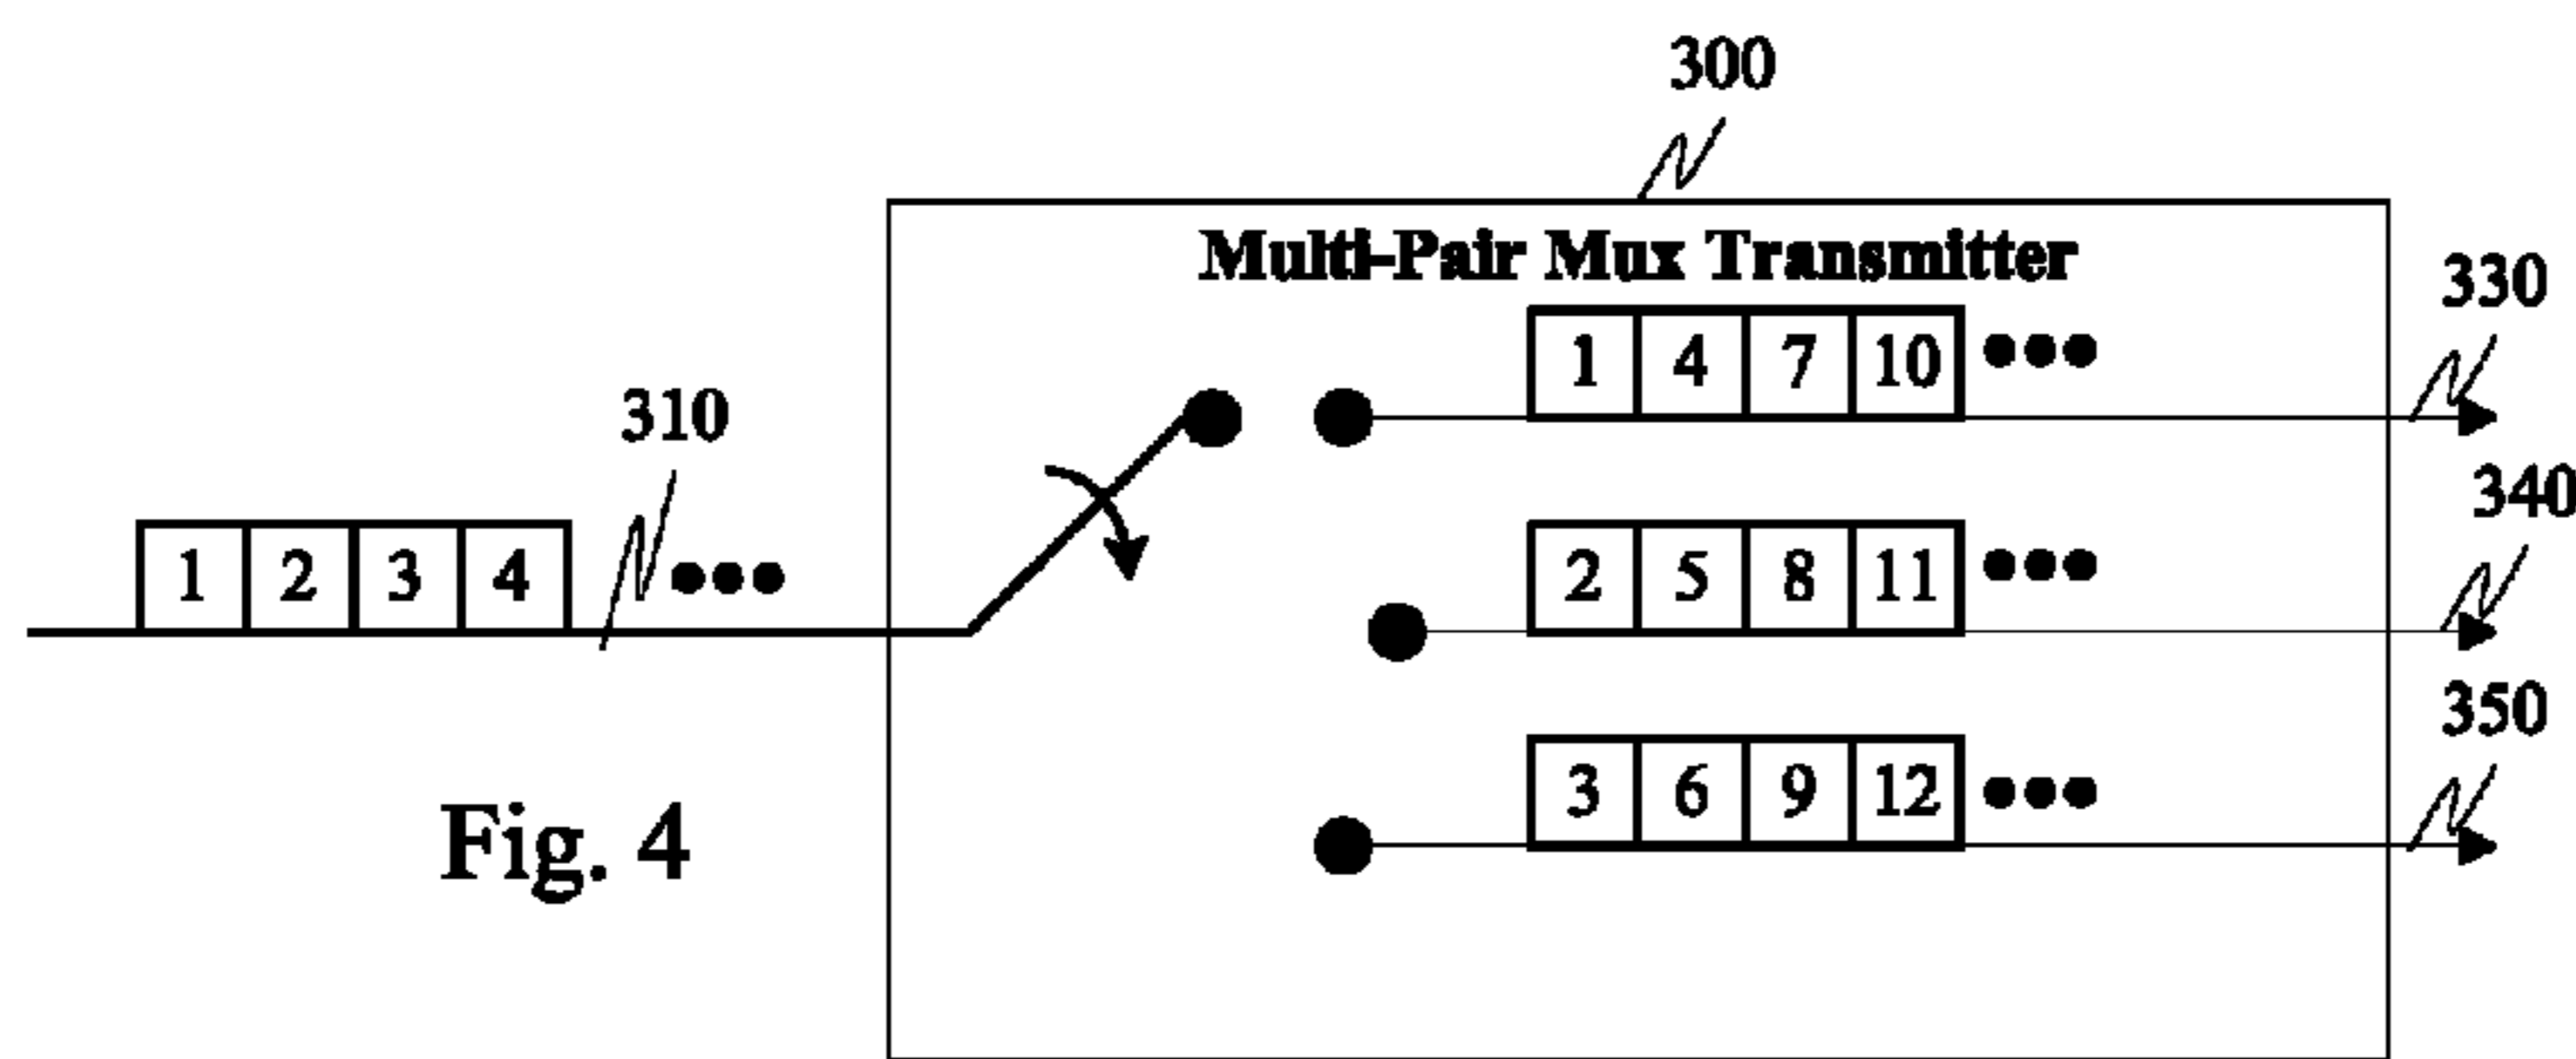 300
Multi-Pair Mux Transmitter
330
1 4 7 10 •••
310
340
1 2 3 4 •••
2 5 8 11 •••
350
3 6 9 12 •••
Fig. 4